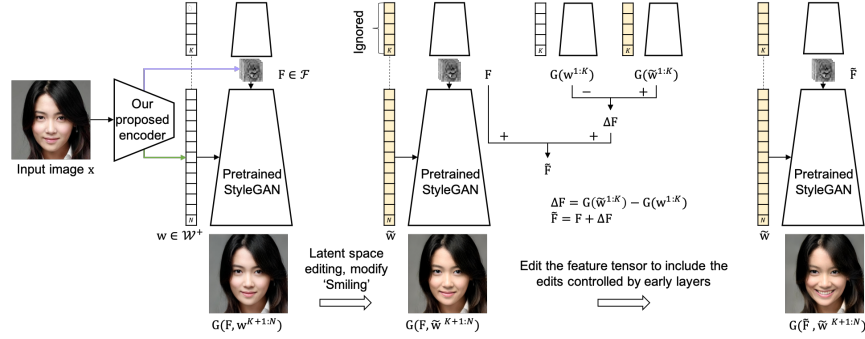 K
F ∈ ℱ
Our
proposed
encoder
Input image x
Pretrained
StyleGAN
N
w ∈ 𝒲⁺
G(F, w^{K+1:N})
Latent space
editing, modify
‘Smiling’
Ignored
K
F
Pretrained
StyleGAN
N
w̃
G(F, w̃^{K+1:N})
K
K
G(w^{1:K})
G(w̃^{1:K})
− +
ΔF
+ +
F̃
ΔF = G(w̃^{1:K}) − G(w^{1:K})
F̃ = F + ΔF
Edit the feature tensor to include the
edits controlled by early layers
K
F̃
Pretrained
StyleGAN
N
w̃
G(F̃, w̃^{K+1:N})